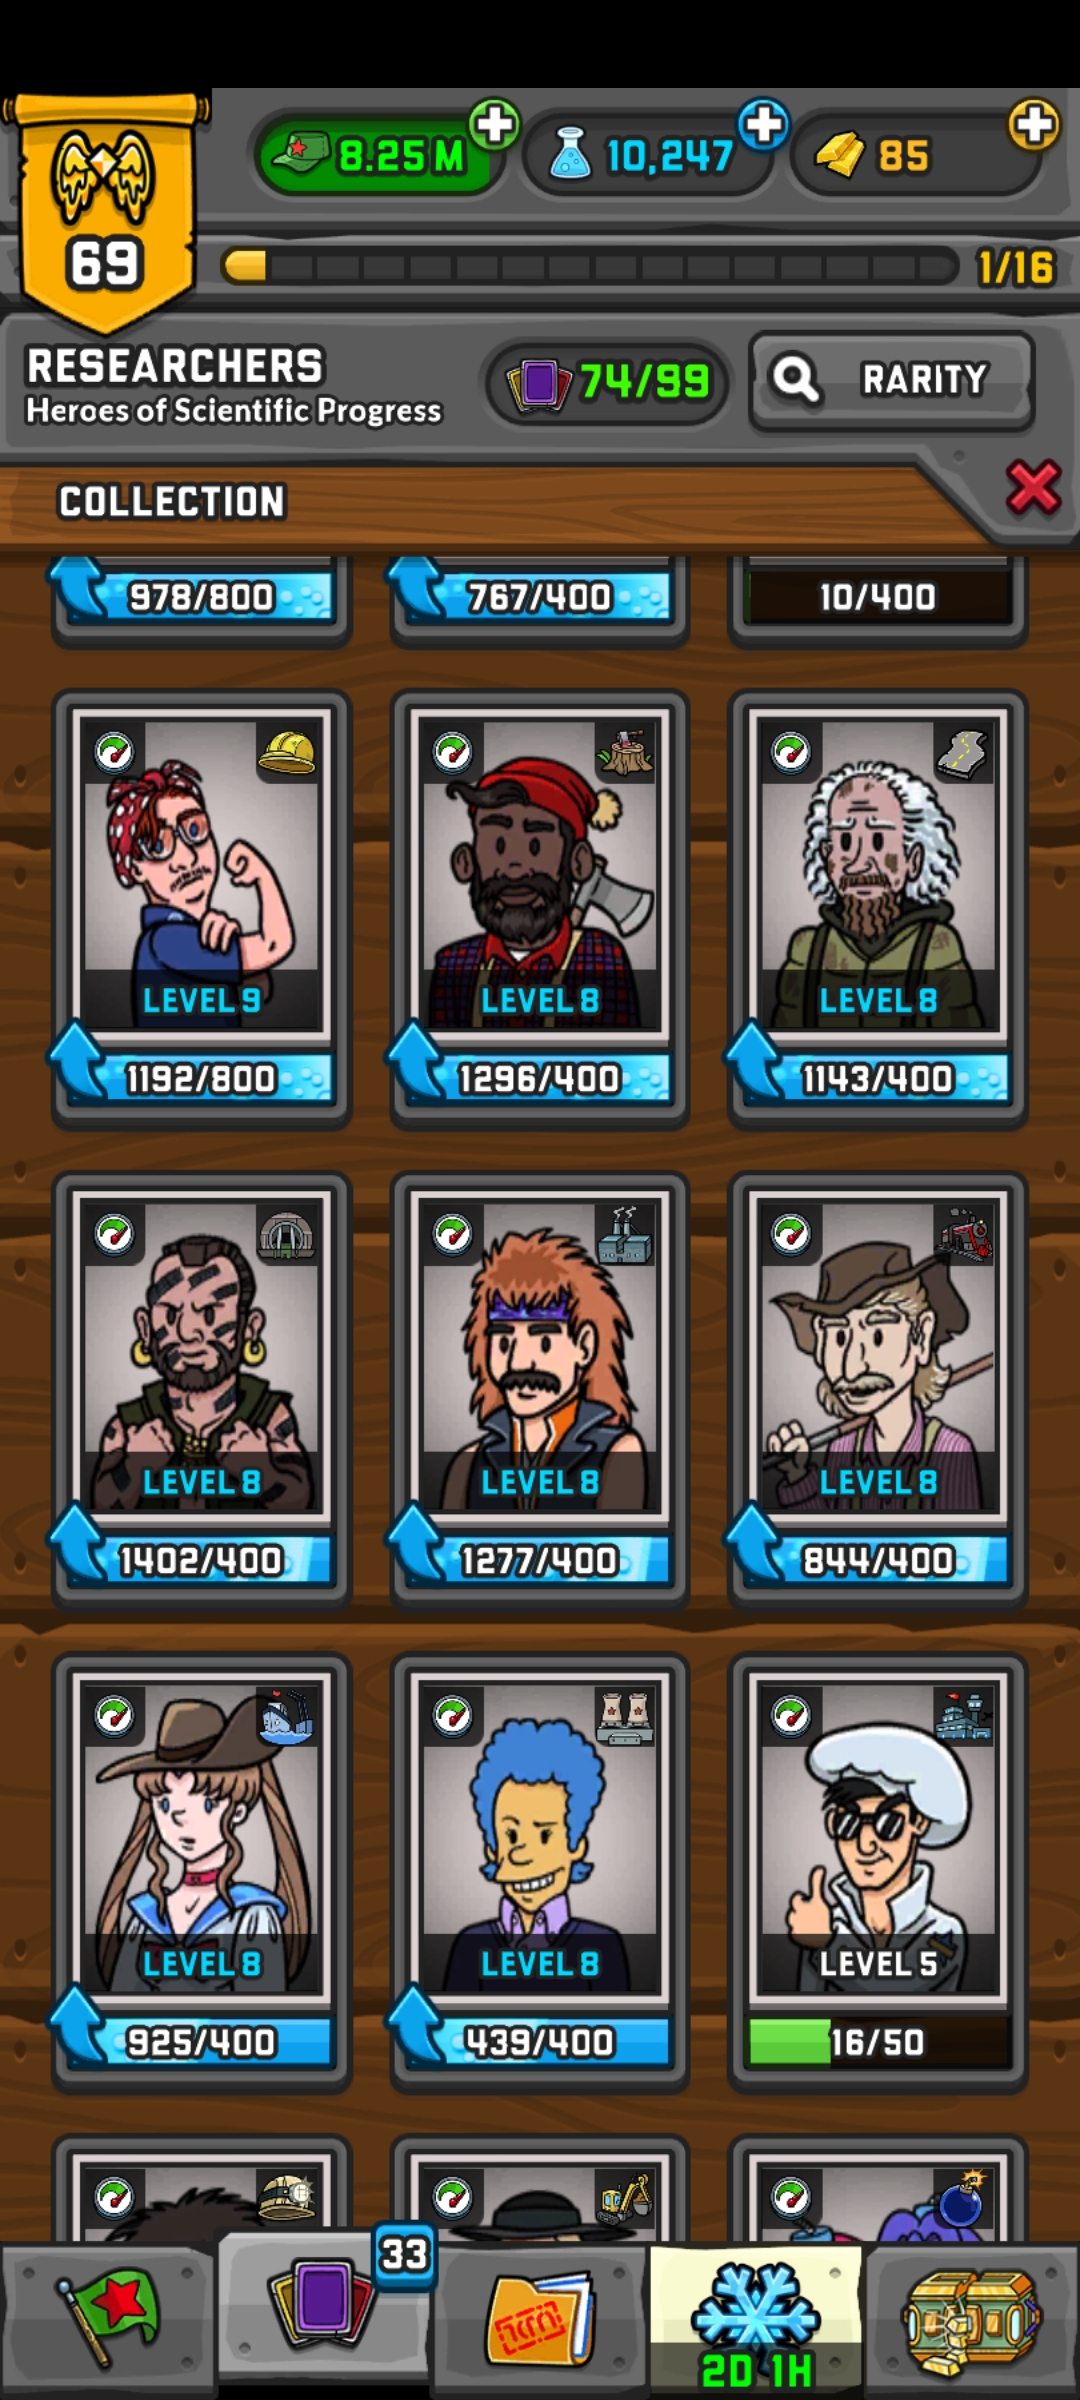 8.25 M
10,247
85
69
1/16
RESEARCHERS
Heroes of Scientific Progress
74/99
RARITY
COLLECTION
978/800
767/400
10/400
LEVEL 9
LEVEL 8
LEVEL 8
1192/800
1296/400
1143/400
LEVEL 8
LEVEL 8
LEVEL 8
1402/400
1277/400
844/400
LEVEL 8
LEVEL 8
LEVEL 5
925/400
439/400
16/50
33
2D 1H